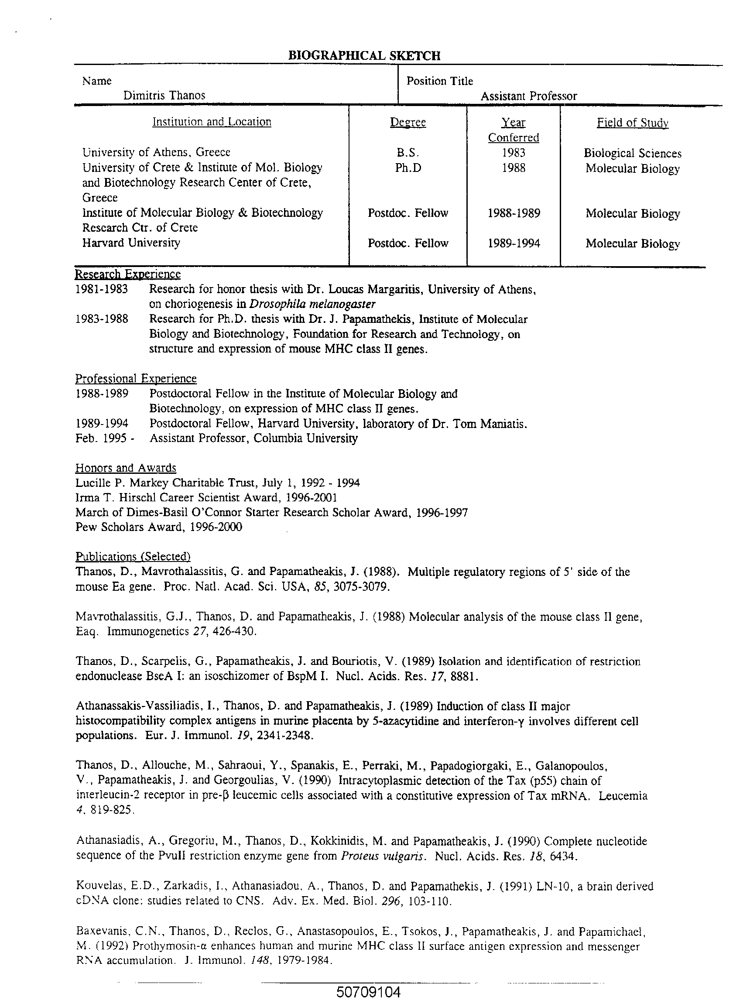 BIOGRAPHICAL SKETCH
Name
Dimitris Thanos
Position Title
Assistant Professor
Institution and Location
Degree
Year
Conferred
Field of Study
University of Athens, Greece B.S. 1983 Biological Sciences
University of Crete & Institute of Mol. Biology Ph.D 1988 Molecular Biology
and Biotechnology Research Center of Crete,
Greece
Institute of Molecular Biology & Biotechnology Postdoc. Fellow 1988-1989 Molecular Biology
Research Ctr. of Crete
Harvard University Postdoc. Fellow 1989-1994 Molecular Biology
Research Experience
1981-1983 Research for honor thesis with Dr. Loucas Margaritis, University of Athens,
on choriogenesis in Drosophila melanogaster
1983-1988 Research for Ph.D. thesis with Dr. J. Papamathekis, Institute of Molecular
Biology and Biotechnology, Foundation for Research and Technology, on
structure and expression of mouse MHC class II genes.
Professional Experience
1988-1989 Postdoctoral Fellow in the Institute of Molecular Biology and
Biotechnology, on expression of MHC class II genes.
1989-1994 Postdoctoral Fellow, Harvard University, laboratory of Dr. Tom Maniatis.
Feb. 1995 - Assistant Professor, Columbia University
Honors and Awards
Lucille P. Markey Charitable Trust, July 1, 1992 - 1994
Irma T. Hirschl Career Scientist Award, 1996-2001
March of Dimes-Basil O'Connor Starter Research Scholar Award, 1996-1997
Pew Scholars Award, 1996-2000
Publications (Selected)
Thanos, D., Mavrothalassitis, G. and Papamatheakis, J. (1988). Multiple regulatory regions of 5' side of the
mouse Ea gene. Proc. Natl. Acad. Sci. USA, 85, 3075-3079.
Mavrothalassitis, G.J., Thanos, D. and Papamatheakis, J. (1988) Molecular analysis of the mouse class II gene,
Eaq. Immunogenetics 27, 426-430.
Thanos, D., Scarpelis, G., Papamatheakis, J. and Bouriotis, V. (1989) Isolation and identification of restriction
endonuclease BseA I: an isoschizomer of BspM I. Nucl. Acids. Res. 17, 8881.
Athanassakis-Vassiliadis, I., Thanos, D. and Papamatheakis, J. (1989) Induction of class II major
histocompatibility complex antigens in murine placenta by 5-azacytidine and interferon-γ involves different cell
populations. Eur. J. Immunol. 19, 2341-2348.
Thanos, D., Allouche, M., Sahraoui, Y., Spanakis, E., Perraki, M., Papadogiorgaki, E., Galanopoulos,
V., Papamatheakis, J. and Georgoulias, V. (1990) Intracytoplasmic detection of the Tax (p55) chain of
interleucin-2 receptor in pre-β leucemic cells associated with a constitutive expression of Tax mRNA. Leucemia
4, 819-825.
Athanasiadis, A., Gregoriu, M., Thanos, D., Kokkinidis, M. and Papamatheakis, J. (1990) Complete nucleotide
sequence of the PvuII restriction enzyme gene from Proteus vulgaris. Nucl. Acids. Res. 18, 6434.
Kouvelas, E.D., Zarkadis, I., Athanasiadou, A., Thanos, D. and Papamathekis, J. (1991) LN-10, a brain derived
cDNA clone: studies related to CNS. Adv. Ex. Med. Biol. 296, 103-110.
Baxevanis, C.N., Thanos, D., Reclos, G., Anastasopoulos, E., Tsokos, J., Papamatheakis, J. and Papamichael,
M. (1992) Prothymosin-α enhances human and murine MHC class II surface antigen expression and messenger
RNA accumulation. J. Immunol. 148, 1979-1984.
50709104